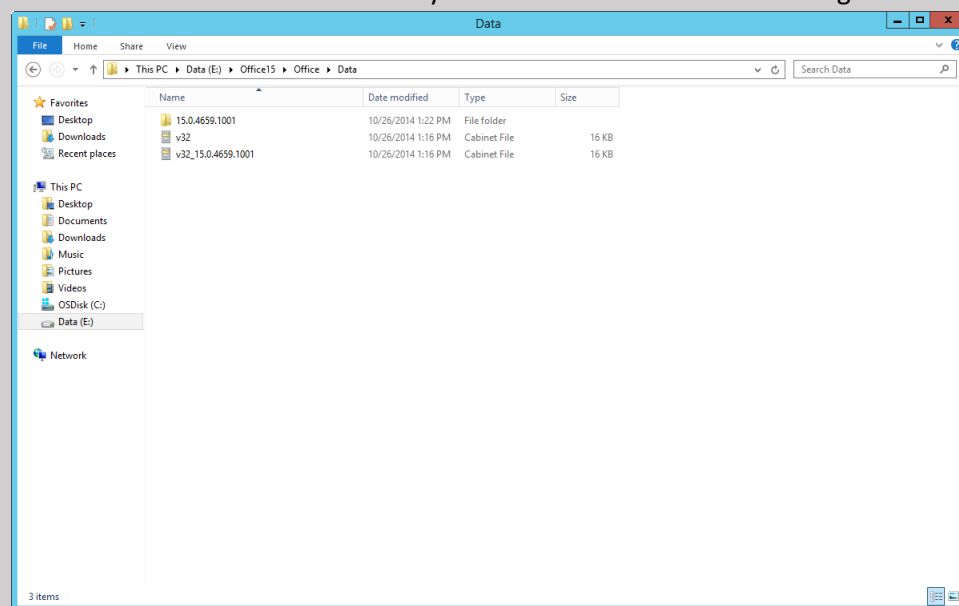 Data
File Home Share View
This PC Data (E:) Office15 Office Data
Search Data
Name Date modified Type Size
15.0.4659.1001 10/26/2014 1:22 PM File folder
v32 10/26/2014 1:16 PM Cabinet File 16 KB
v32_15.0.4659.1001 10/26/2014 1:16 PM Cabinet File 16 KB
Favorites
Desktop
Downloads
Recent places
This PC
Desktop
Documents
Downloads
Music
Pictures
Videos
OSDisk (C:)
Data (E:)
Network
3 items